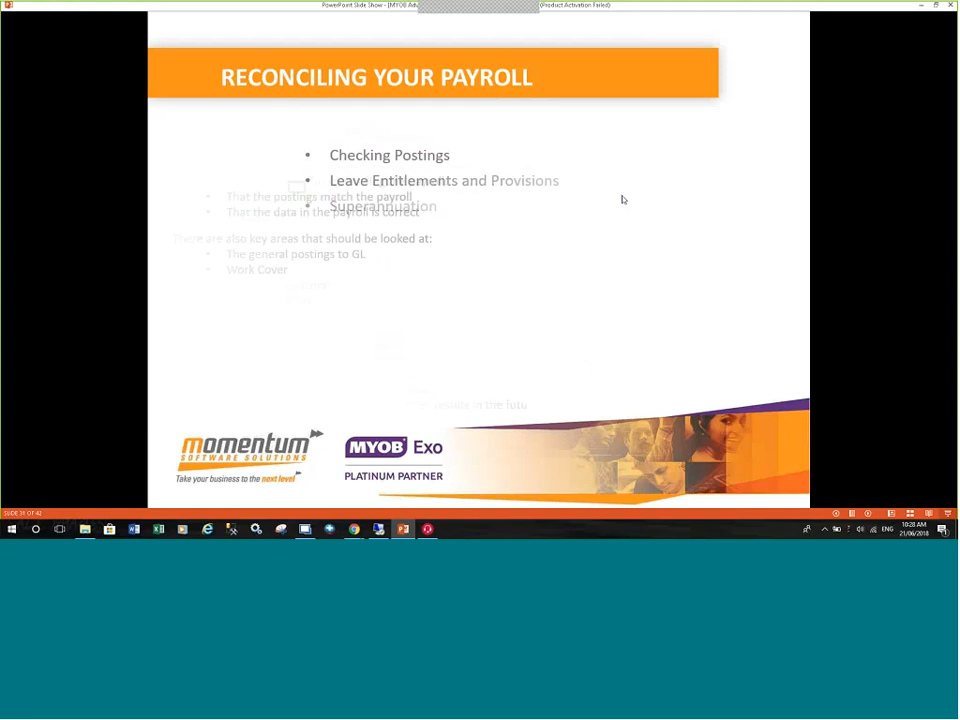 PowerPoint Slide Show - [MYOB Adv
(Product Activation Failed)
RECONCILING YOUR PAYROLL
• Checking Postings
• Leave Entitlements and Provisions
• Superannuation
• That the postings match the payroll
• That the data in the payroll is correct
There are also key areas that should be looked at:
• The general postings to GL
• Work Cover
in the futu
momentum
SOFTWARE SOLUTIONS
Take your business to the next level
MYOB Exo
PLATINUM PARTNER
SLIDE 31 OF 42
ENG
10:28 AM
21/06/2018